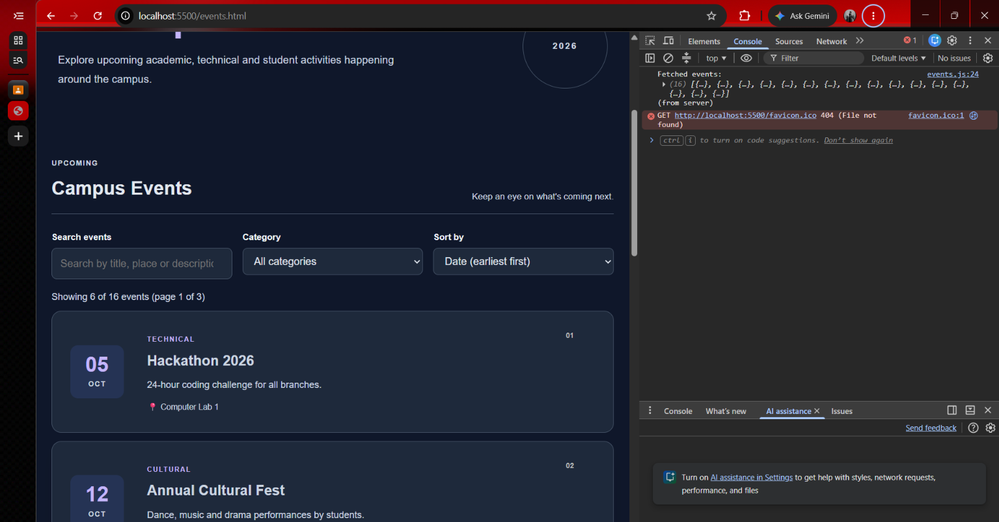 localhost:5500/events.html
Ask Gemini
2026
Explore upcoming academic, technical and student activities happening
around the campus.
UPCOMING
Campus Events
Keep an eye on what's coming next.
Search events
Category
Sort by
Search by title, place or descriptic
All categories
Date (earliest first)
Showing 6 of 16 events (page 1 of 3)
01
TECHNICAL
05
OCT
Hackathon 2026
24-hour coding challenge for all branches.
📍 Computer Lab 1
02
CULTURAL
12
OCT
Annual Cultural Fest
Dance, music and drama performances by students.
Elements
Console
Sources
Network
1
top
Filter
Default levels
No issues
Fetched events:
events.js:24
(16) [{…}, {…}, {…}, {…}, {…}, {…}, {…}, {…}, {…}, {…}, {…}, {…}, {…},
{…}, {…}, {…}]
(from server)
GET http://localhost:5500/favicon.ico 404 (File not
found)
favicon.ico:1
ctrl i to turn on code suggestions. Don't show again
Console
What's new
AI assistance
Issues
Send feedback
Turn on AI assistance in Settings to get help with styles, network requests,
performance, and files